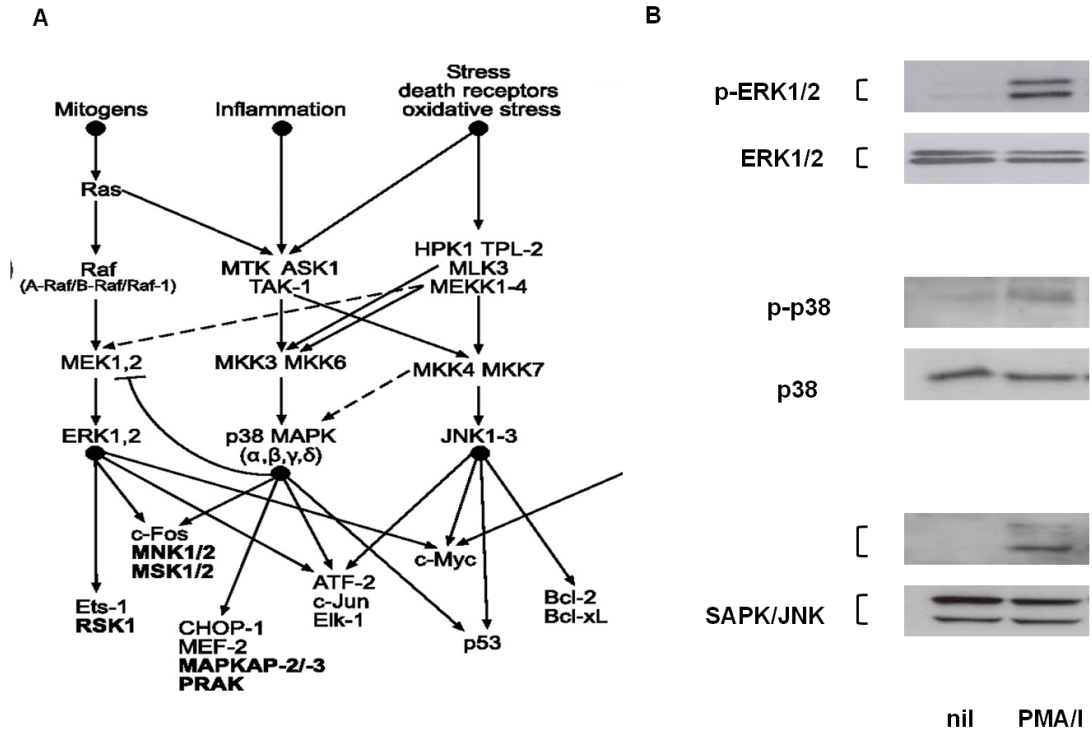 A
B
Mitogens
Inflammation
Stress
death receptors
oxidative stress
Ras
Raf
(A-Raf/B-Raf/Raf-1)
MTK ASK1
TAK-1
HPK1 TPL-2
MLK3
MEKK1-4
MEK1,2
MKK3 MKK6
MKK4 MKK7
ERK1,2
p38 MAPK
(α,β,γ,δ)
JNK1-3
c-Fos
MNK1/2
MSK1/2
Ets-1
RSK1
CHOP-1
MEF-2
MAPKAP-2/-3
PRAK
ATF-2
c-Jun
Elk-1
c-Myc
p53
Bcl-2
Bcl-xL
p-ERK1/2
ERK1/2
p-p38
p38
SAPK/JNK
nil PMA/I